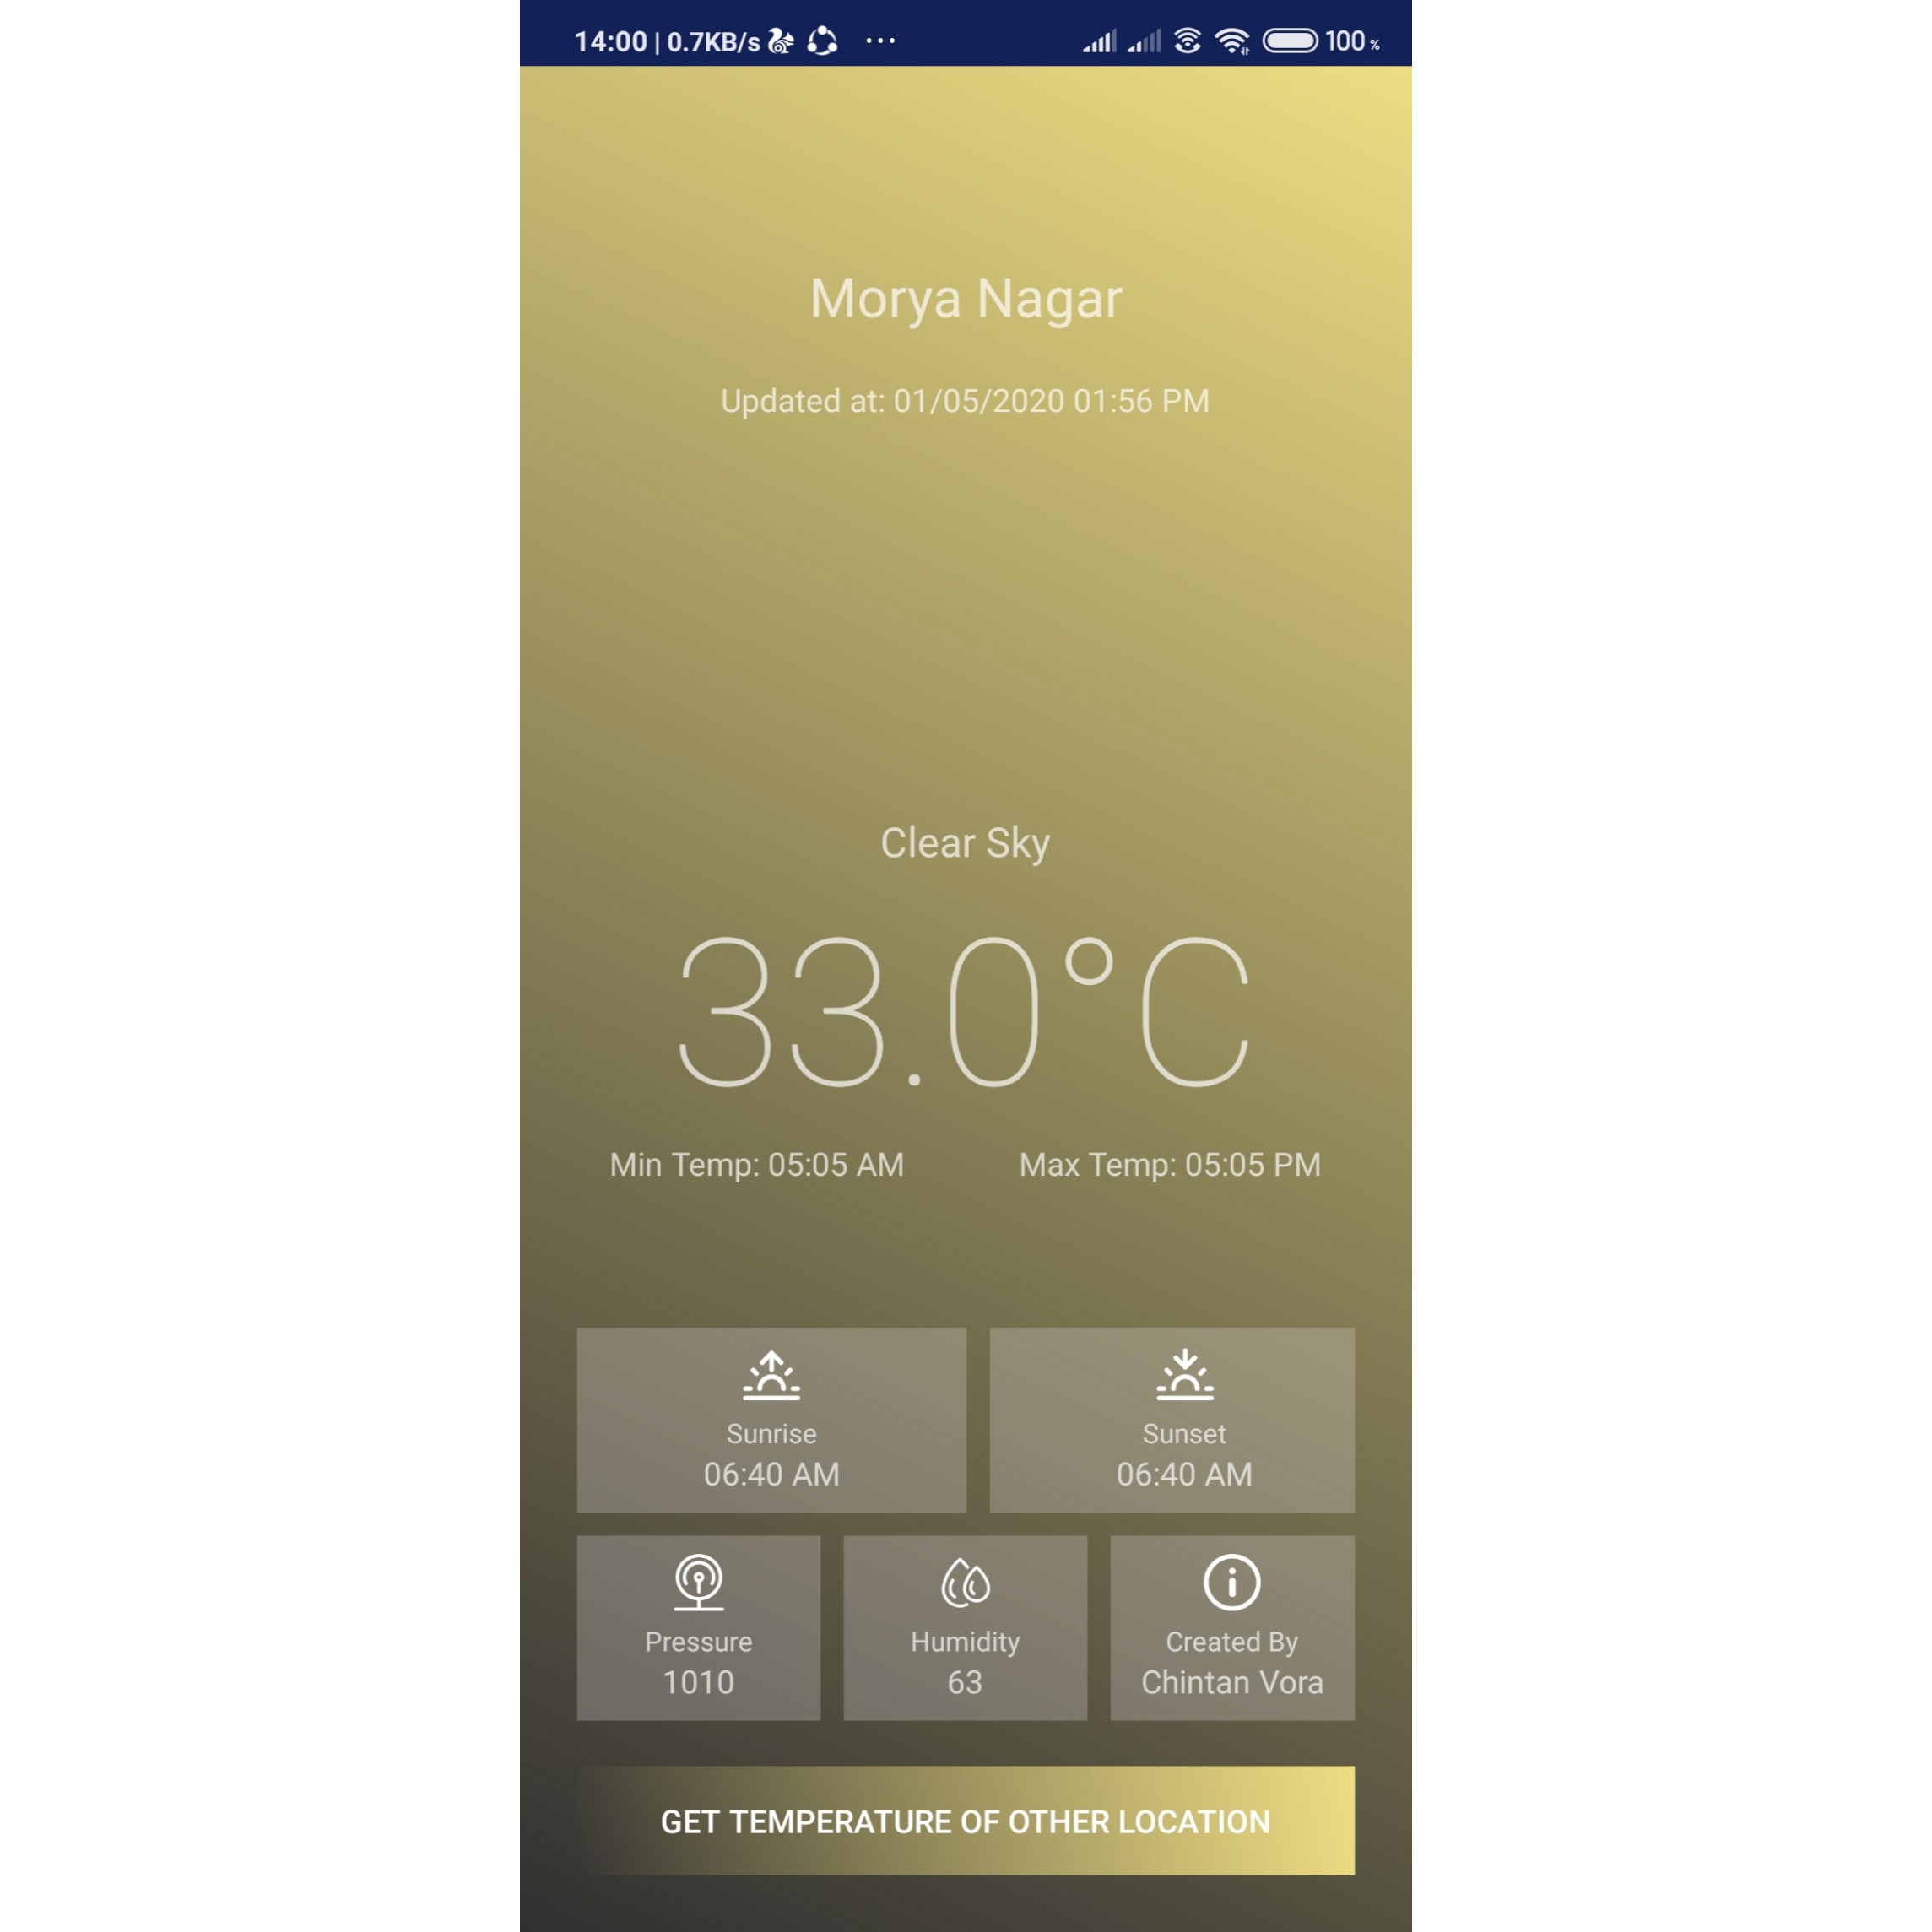 14:00 | 0.7KB/s ... 100 %
Morya Nagar
Updated at: 01/05/2020 01:56 PM
Clear Sky
33.0°C
Min Temp: 05:05 AM Max Temp: 05:05 PM
Sunrise Sunset
06:40 AM 06:40 AM
Pressure Humidity Created By
1010 63 Chintan Vora
GET TEMPERATURE OF OTHER LOCATION